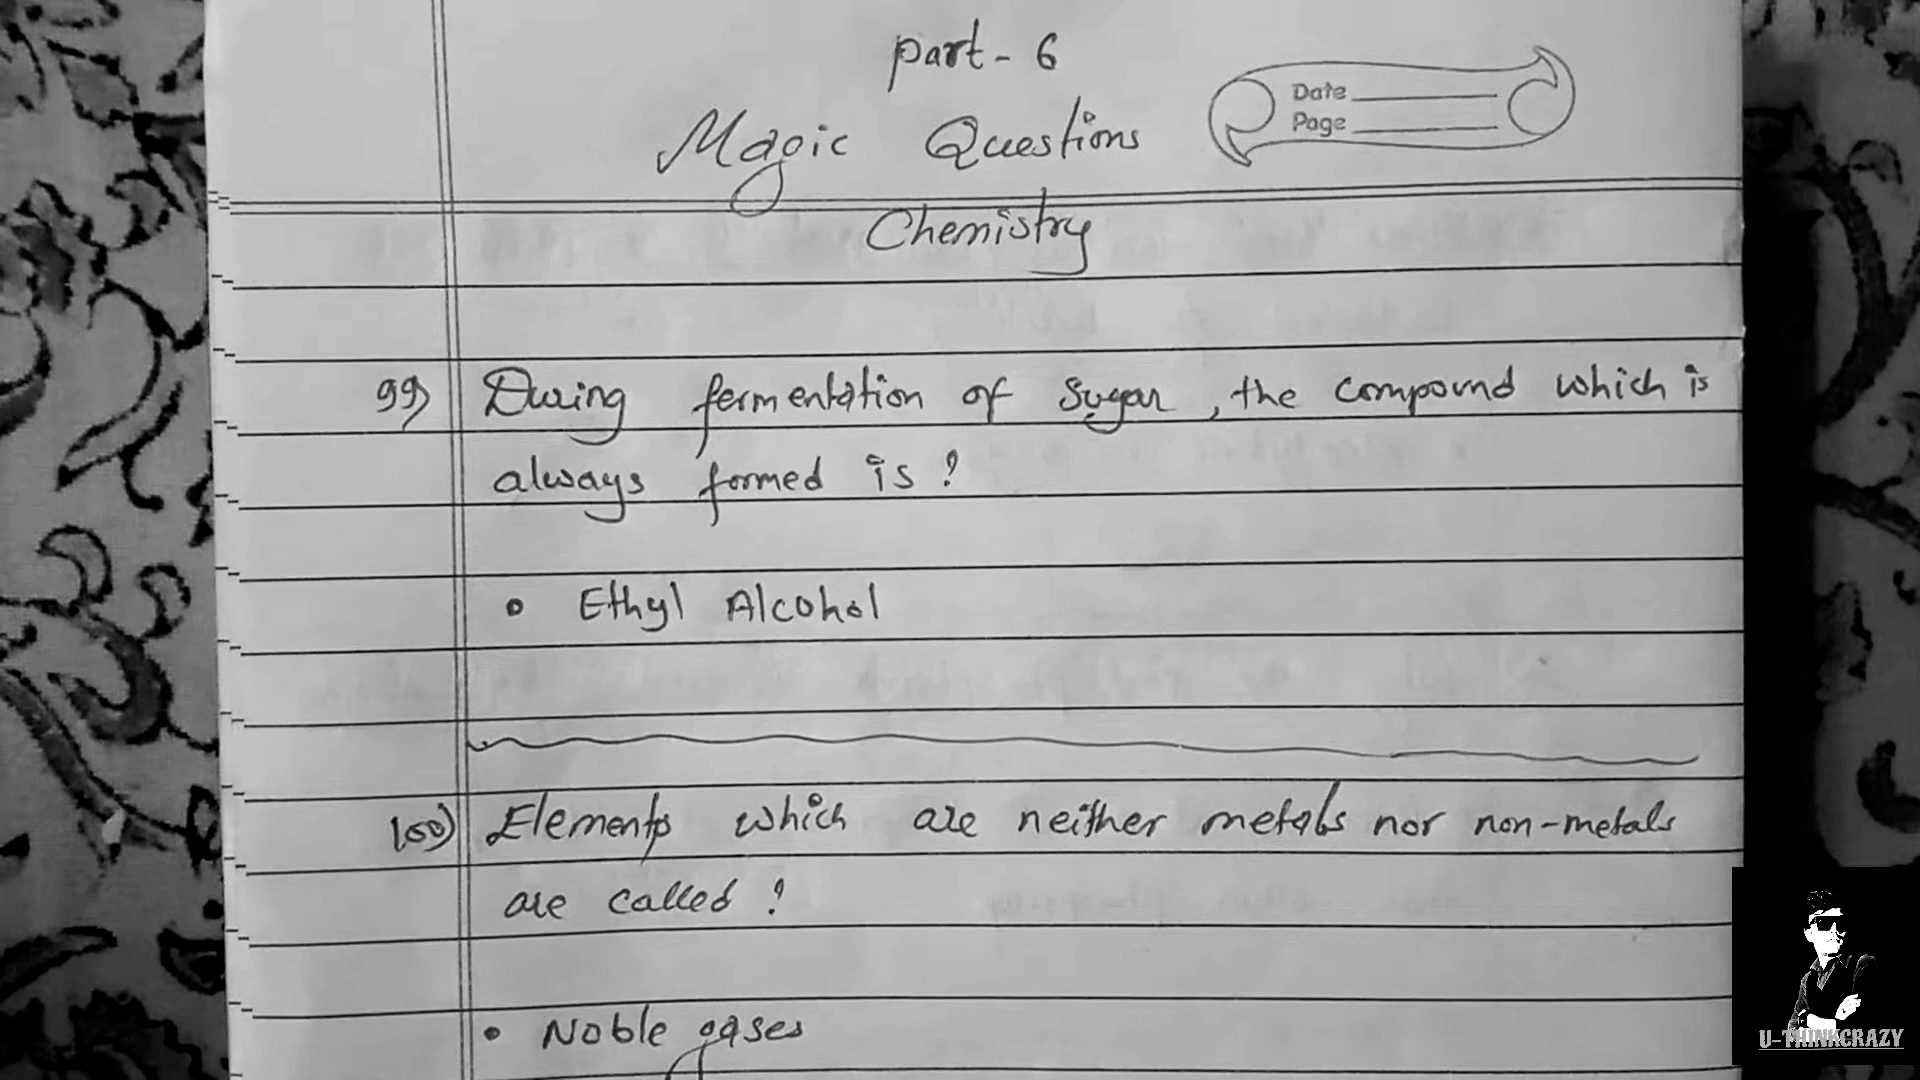 part - 6
Magic Questions
Date
Page
Chemistry
99) During fermentation of sugar, the compound which is
always formed is?
• Ethyl Alcohol
100) Elements which are neither metals nor non-metals
are called?
• Noble gases
U-THINKCRAZY